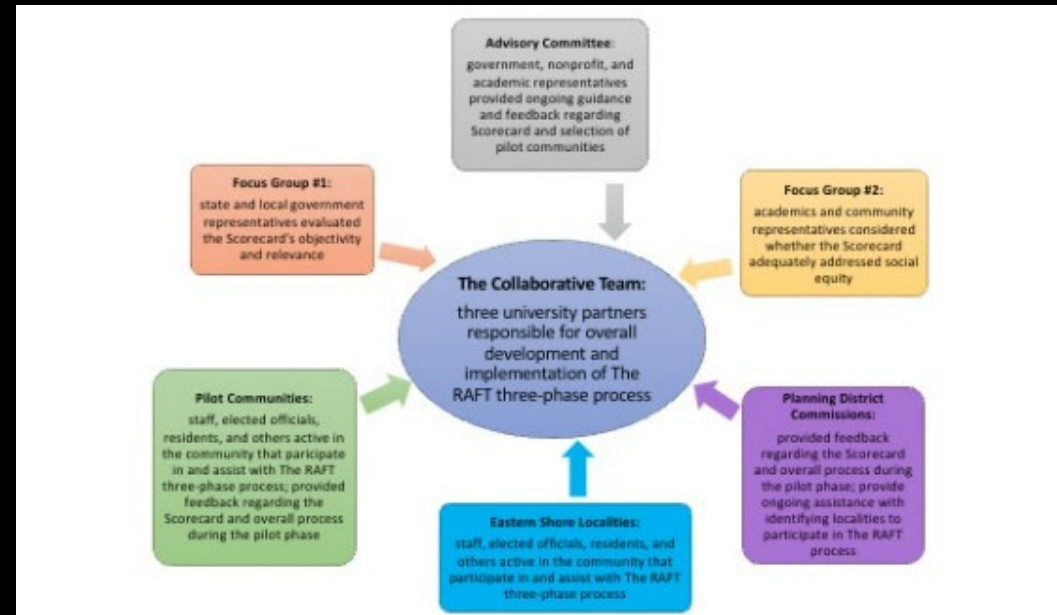 Advisory Committee:
government, nonprofit, and
academic representatives
provided ongoing guidance
and feedback regarding
Scorecard and selection of
pilot communities
Focus Group #1:
state and local government
representatives evaluated
the Scorecard's objectivity
and relevance
Focus Group #2:
academics and community
representatives considered
whether the Scorecard
adequately addressed social
equity
The Collaborative Team:
three university partners
responsible for overall
development and
implementation of The
RAFT three-phase process
Pilot Communities:
staff, elected officials,
residents, and others active in
the community that paricipate
in and assist with The RAFT
three-phase process; provided
feedback regarding the
Scorecard and overall process
during the pilot phase
Planning District
Commissions:
provided feedback
regarding the Scorecard
and overall process during
the pilot phase; provide
ongoing assistance with
identifying localities to
participate in The RAFT
process
Eastern Shore Localities:
staff, elected officials, residents, and
others active in the community that
participate in and assist with The RAFT
three-phase process